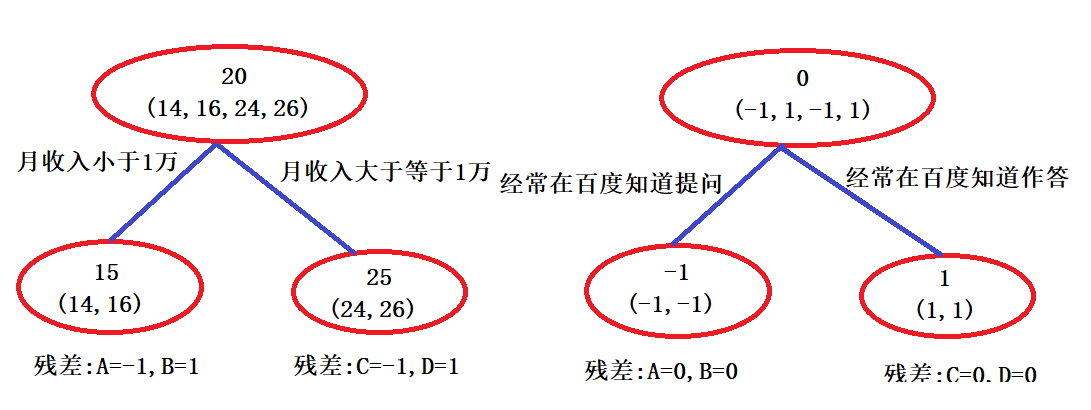 20
(14,16,24,26)
月收入小于1万
月收入大于等于1万
15
(14,16)
25
(24,26)
残差:A=-1,B=1
残差:C=-1,D=1
0
(-1,1,-1,1)
经常在百度知道提问
经常在百度知道作答
-1
(-1,-1)
1
(1,1)
残差:A=0,B=0
残差:C=0,D=0